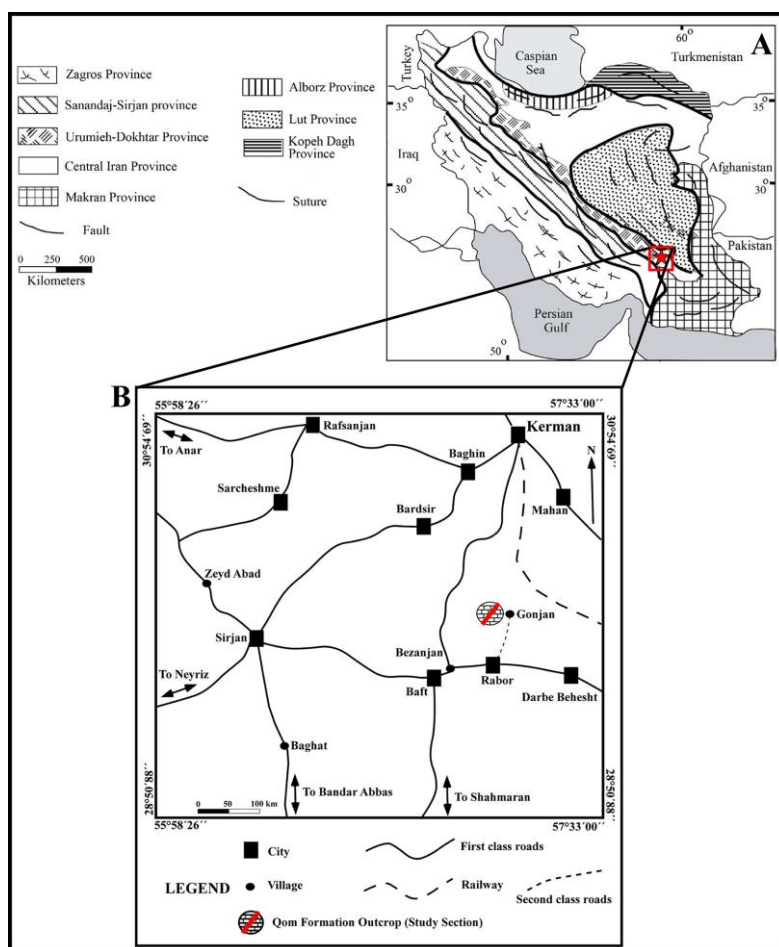 A
60°
Turkey
Caspian
Sea
Turkmenistan
35°
35°
Iraq
30°
Afghanistan
30°
Pakistan
Persian
Gulf
50°
Zagros Province
Sanandaj-Sirjan province
Urumieh-Dokhtar Province
Central Iran Province
Makran Province
Fault
0 250 500
Kilometers
Alborz Province
Lut Province
Kopeh Dagh
Province
Suture
B
55°58´26´´
57°33´00´´
30°54´69´´
30°54´69´´
To Anar
Rafsanjan
Kerman
N
Baghin
Sarcheshme
Bardsir
Mahan
Zeyd Abad
Gonjan
Sirjan
Bezanjan
To Neyriz
Baft
Rabor
Darbe Behesht
Baghat
28°50´88´´
28°50´88´´
To Bandar Abbas
To Shahmaran
0 50 100 km
55°58´26´´
57°33´00´´
City
First class roads
LEGEND
Village
Railway
Second class roads
Qom Formation Outcrop (Study Section)